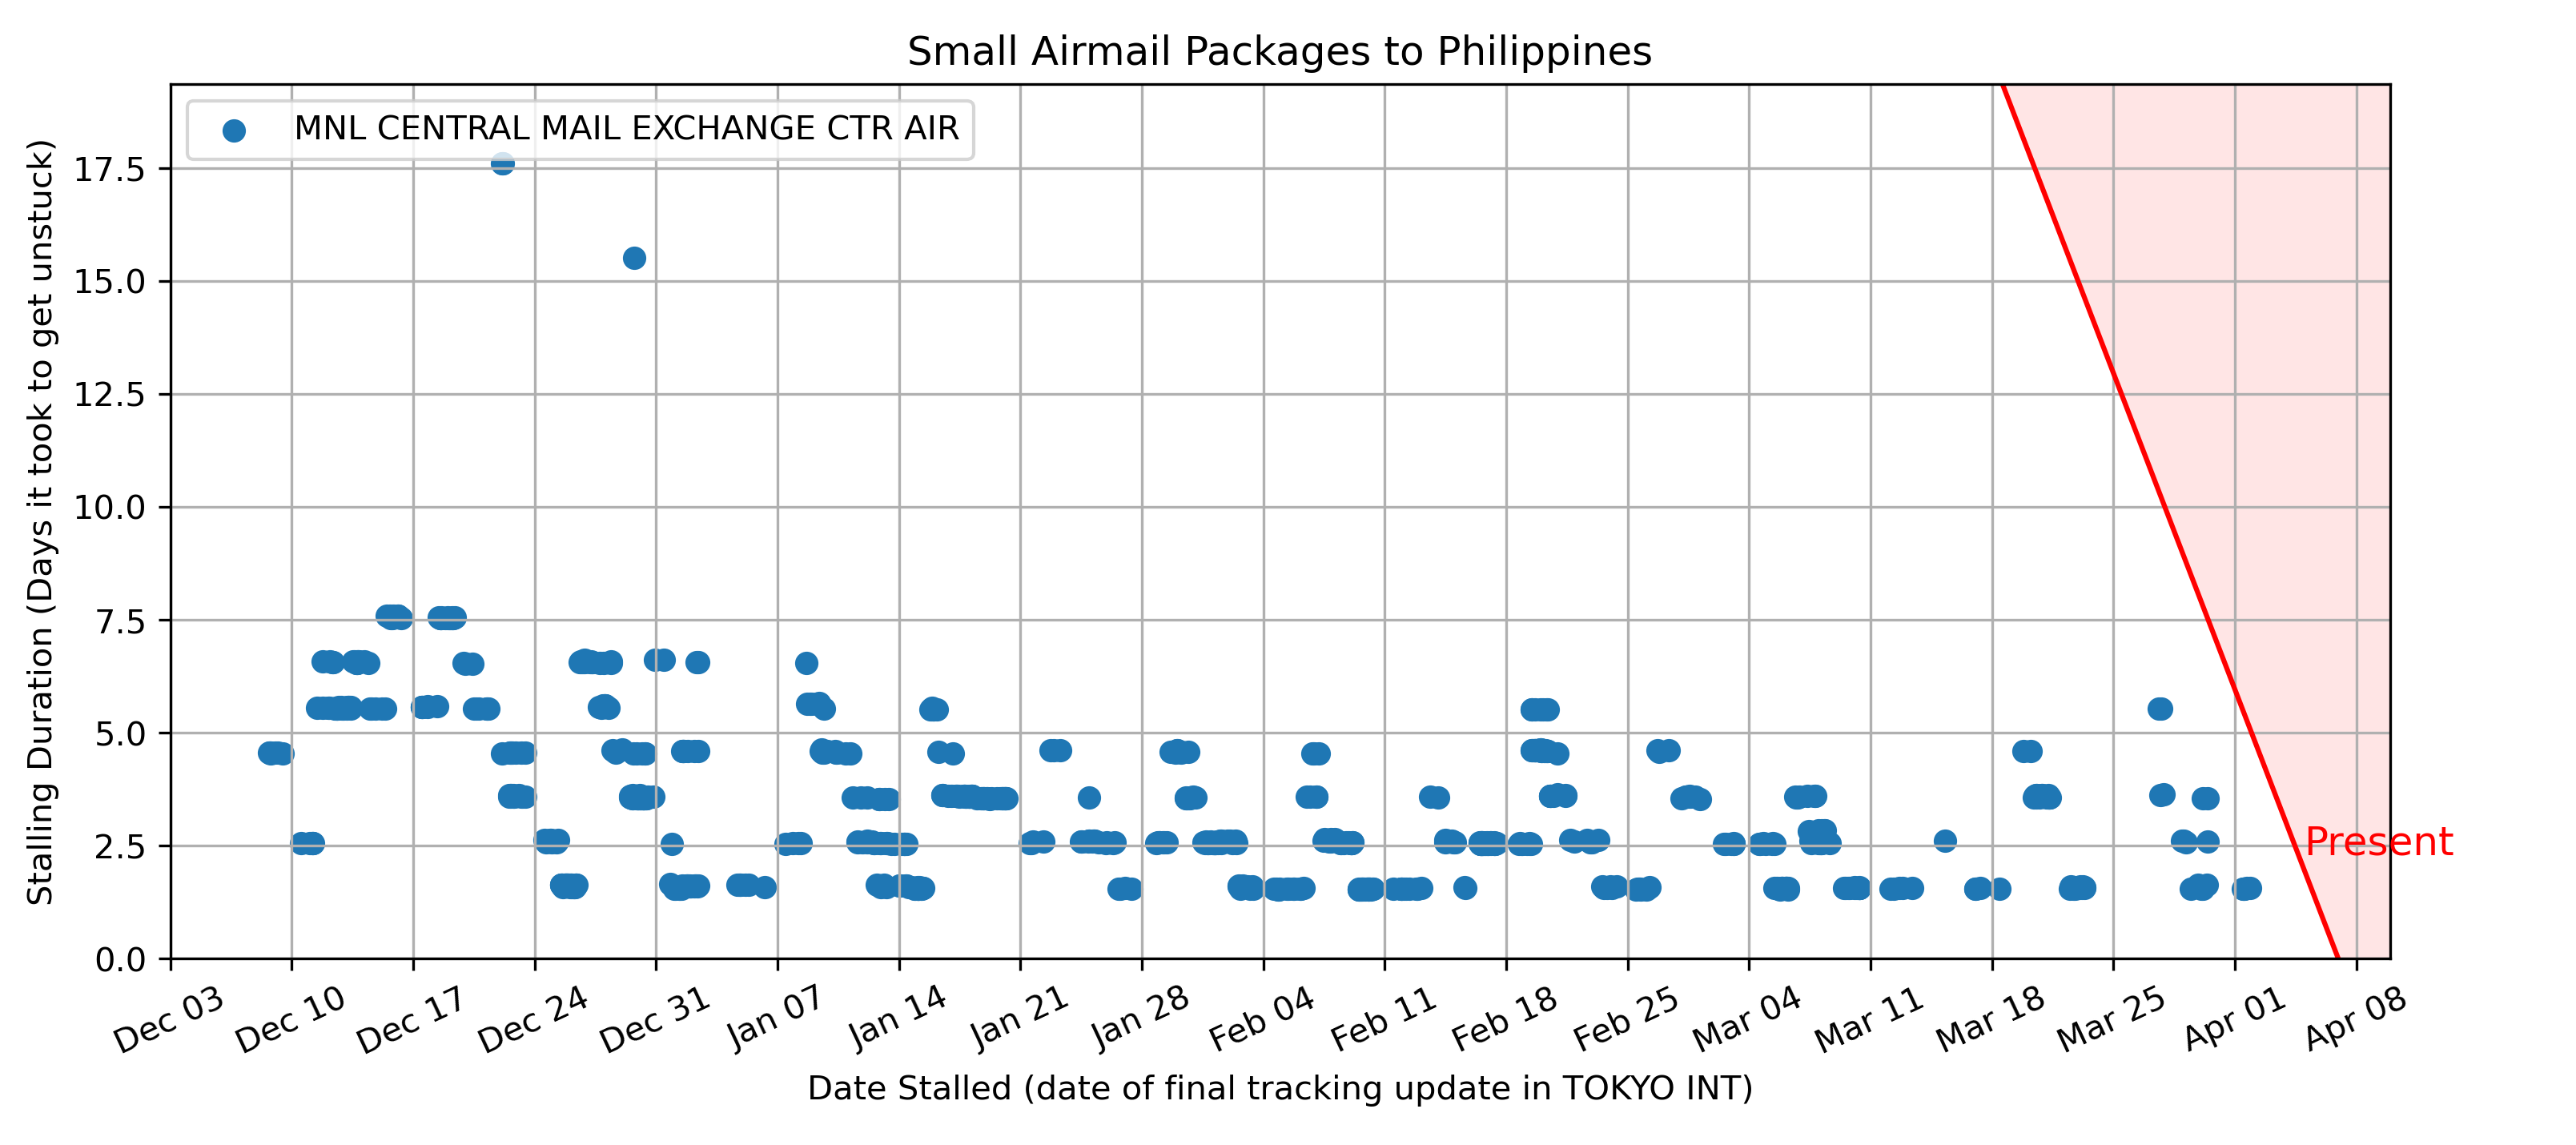 Small Airmail Packages to Philippines
MNL CENTRAL MAIL EXCHANGE CTR AIR
Stalling Duration (Days it took to get unstuck)
17.5
15.0
12.5
10.0
7.5
5.0
2.5
0.0
Present
Dec 03 Dec 10 Dec 17 Dec 24 Dec 31 Jan 07 Jan 14 Jan 21 Jan 28 Feb 04 Feb 11 Feb 18 Feb 25 Mar 04 Mar 11 Mar 18 Mar 25 Apr 01 Apr 08
Date Stalled (date of final tracking update in TOKYO INT)